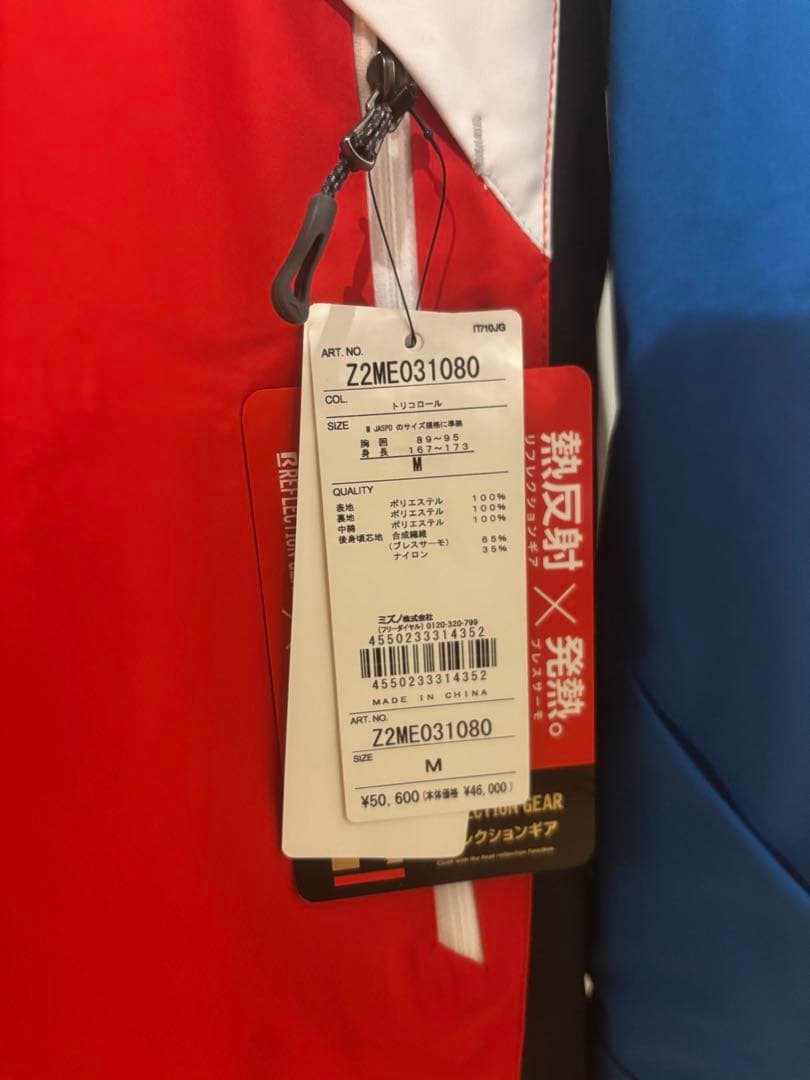 IT/10JG
ART. NO.
Z2ME031080
COL.
トリコロール
SIZE M JASPO のサイズ規格に準拠
胸囲 89~95
身長 167~173
M
QUALITY
表地 ポリエステル 100%
裏地 ポリエステル 100%
中綿 ポリエステル 100%
後身頃芯地 合成繊維 65%
(ブレスサーモ)
ナイロン 35%
ミズノ株式会社
(フリーダイヤル) 0120-320-799
4550233314352
4550233314352
MADE IN CHINA
ART. NO.
Z2ME031080
SIZE
M
¥50,600(本体価格 ¥46,000)
熱反射×発熱。
リフレクションギア
ブレスサーモ
REFLECTION
GEAR
クションギア
Cloth with the heat reflection function.